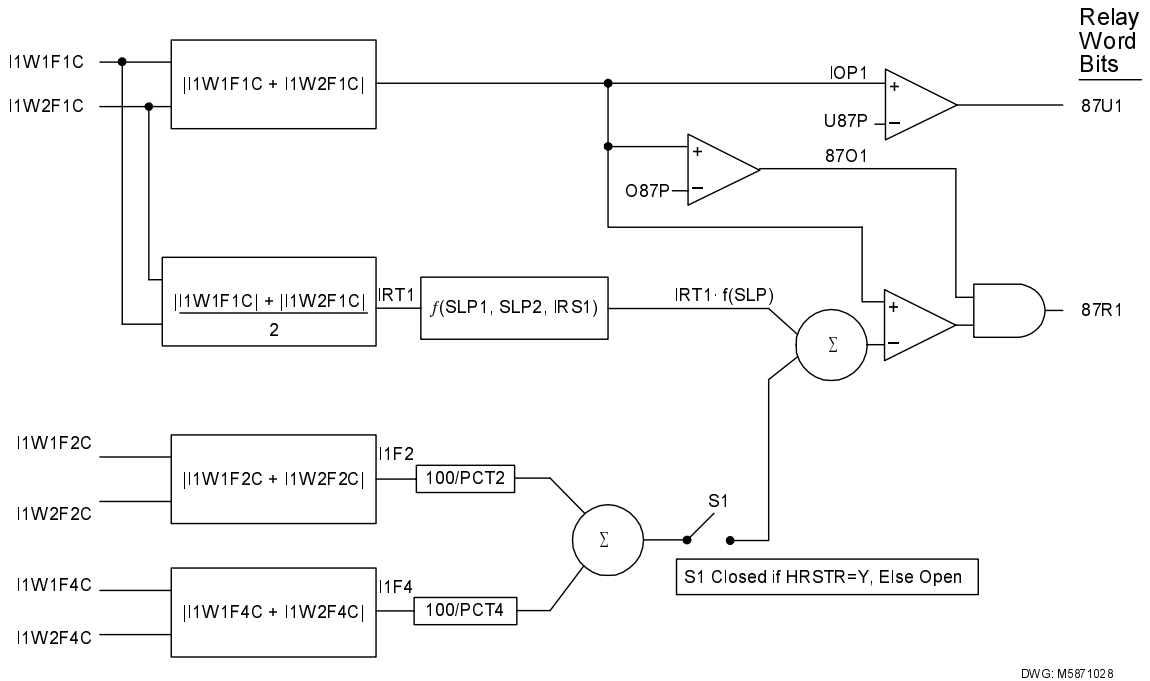 Relay
Word
Bits
I1W1F1C
I1W2F1C
|I1W1F1C + I1W2F1C|
IOP1
+
U87P
−
87U1
+
O87P
−
87O1
|I1W1F1C| + |I1W2F1C|
2
IRT1
f(SLP1, SLP2, IRS1)
IRT1· f(SLP)
Σ
+
−
87R1
I1W1F2C
I1W2F2C
|I1W1F2C + I1W2F2C|
I1F2
100/PCT2
Σ
S1
S1 Closed if HRSTR=Y, Else Open
I1W1F4C
I1W2F4C
|I1W1F4C + I1W2F4C|
I1F4
100/PCT4
DWG: M5871028